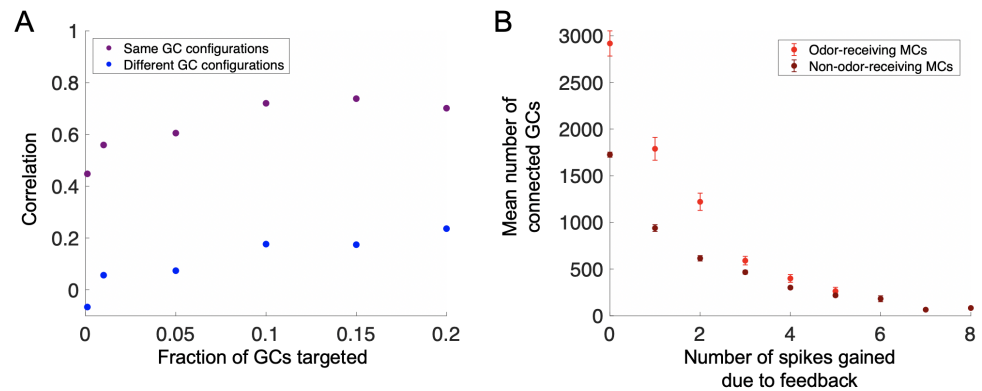 A
1
0.8
0.6
0.4
0.2
0
Correlation
Same GC configurations
Different GC configurations
0
0.05
0.1
0.15
0.2
Fraction of GCs targeted
B
3000
2500
2000
1500
1000
500
0
Mean number of
connected GCs
Odor-receiving MCs
Non-odor-receiving MCs
0
2
4
6
8
Number of spikes gained
due to feedback